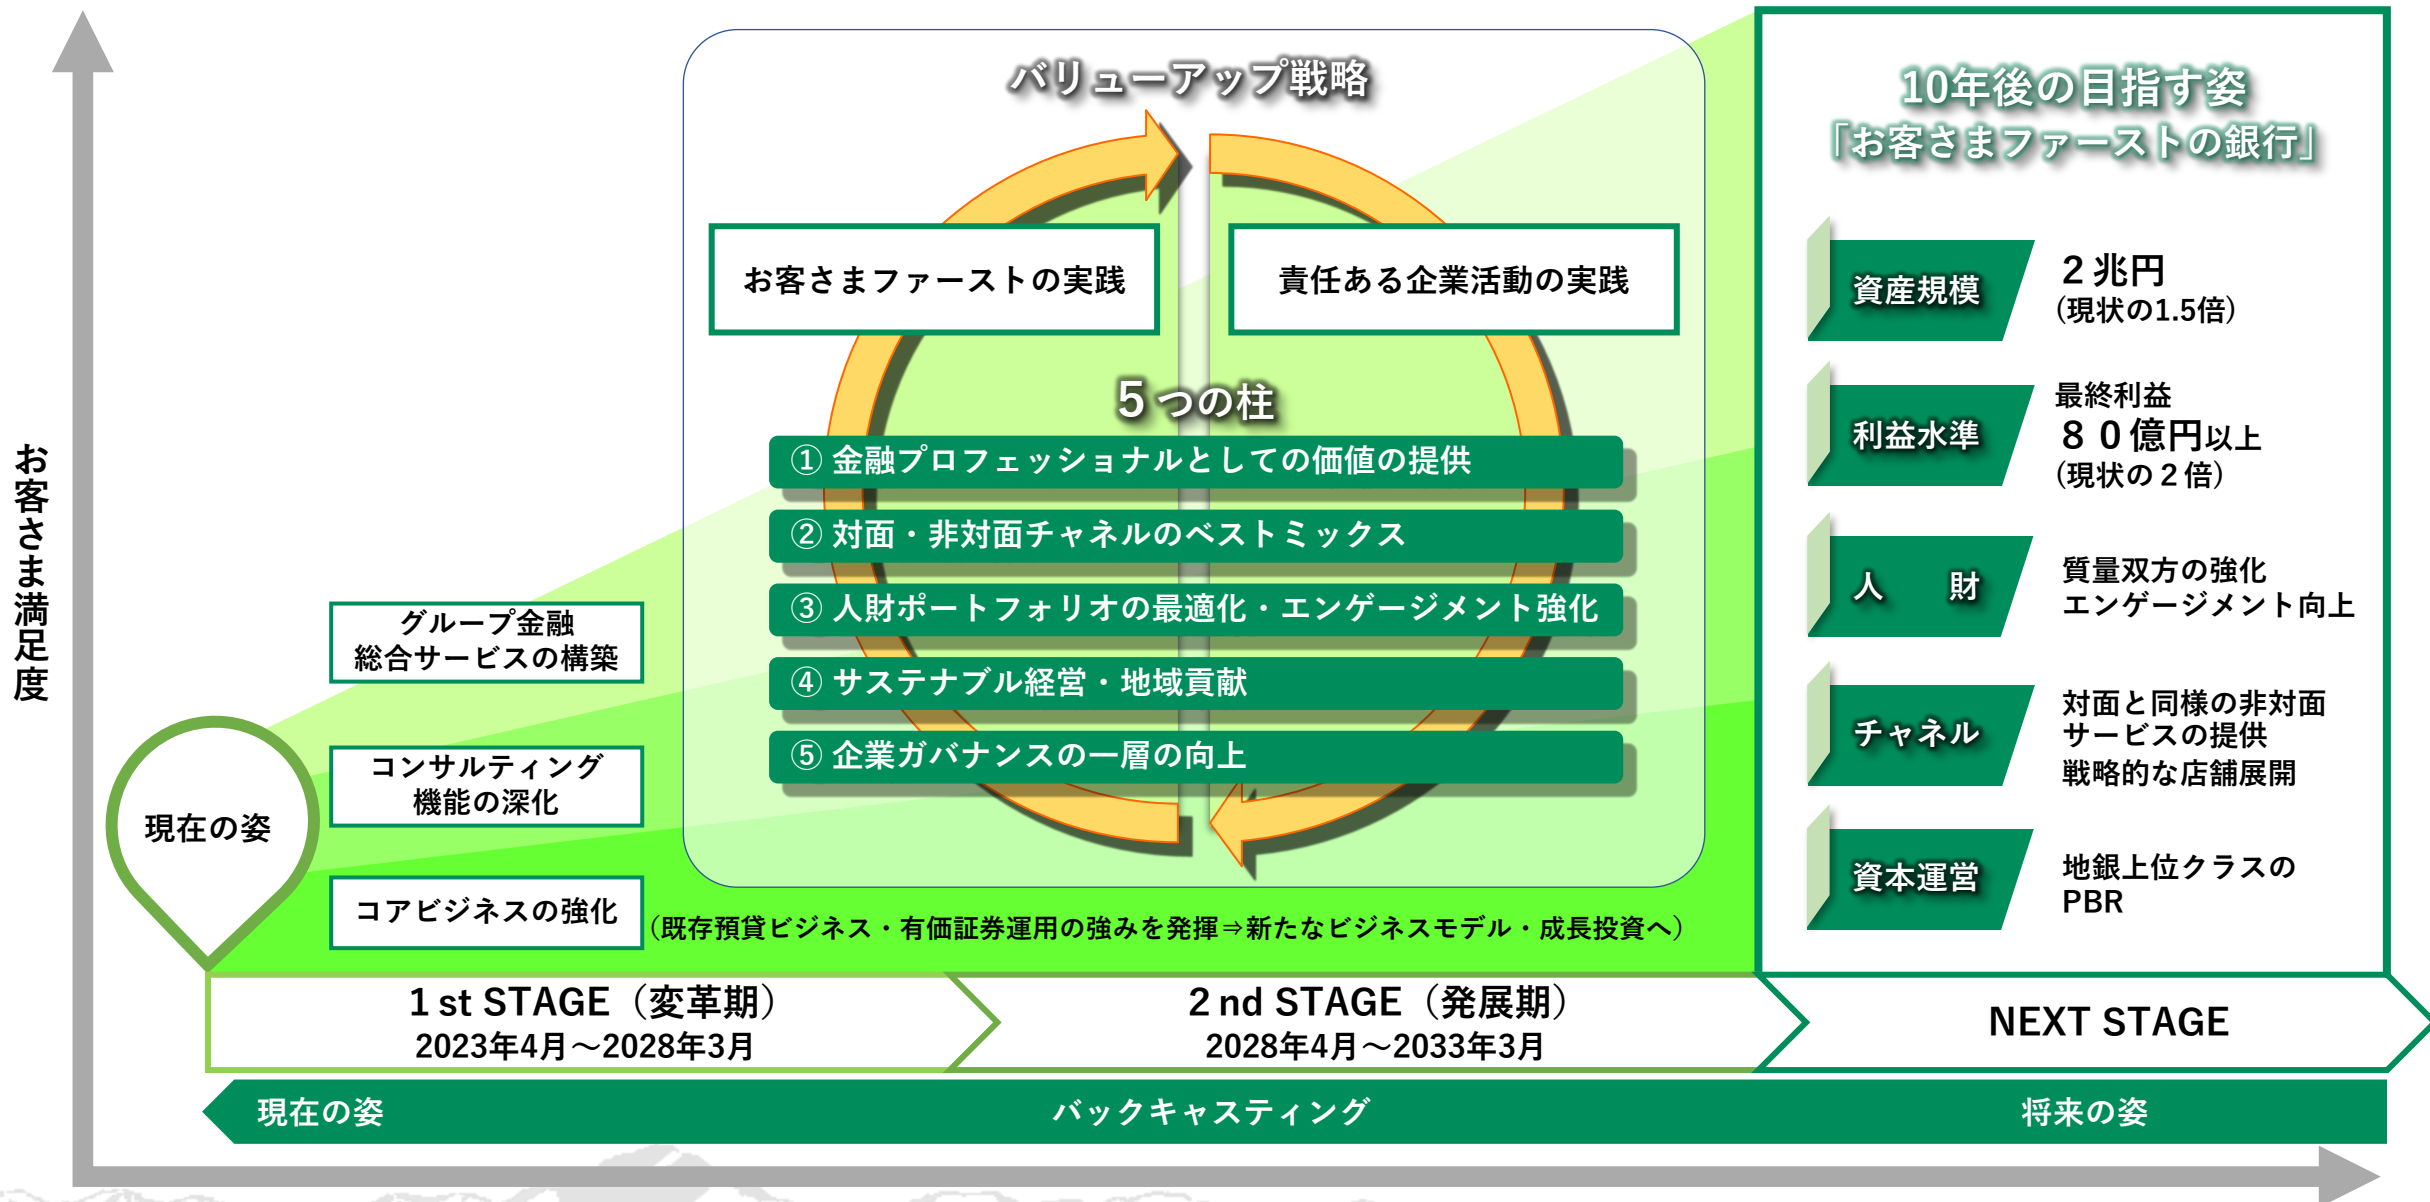 お客さま満足度
バリューアップ戦略
お客さまファーストの実践
責任ある企業活動の実践
5つの柱
① 金融プロフェッショナルとしての価値の提供
② 対面・非対面チャネルのベストミックス
③ 人財ポートフォリオの最適化・エンゲージメント強化
④ サステナブル経営・地域貢献
⑤ 企業ガバナンスの一層の向上
グループ金融
総合サービスの構築
コンサルティング
機能の深化
コアビジネスの強化
(既存預貸ビジネス・有価証券運用の強みを発揮⇒新たなビジネスモデル・成長投資へ)
現在の姿
10年後の目指す姿
「お客さまファーストの銀行」
資産規模
2兆円
(現状の1.5倍)
利益水準
最終利益
80億円以上
(現状の2倍)
人 財
質量双方の強化
エンゲージメント向上
チャネル
対面と同様の非対面
サービスの提供
戦略的な店舗展開
資本運営
地銀上位クラスの
PBR
1st STAGE(変革期)
2023年4月~2028年3月
2nd STAGE(発展期)
2028年4月~2033年3月
NEXT STAGE
現在の姿
バックキャスティング
将来の姿